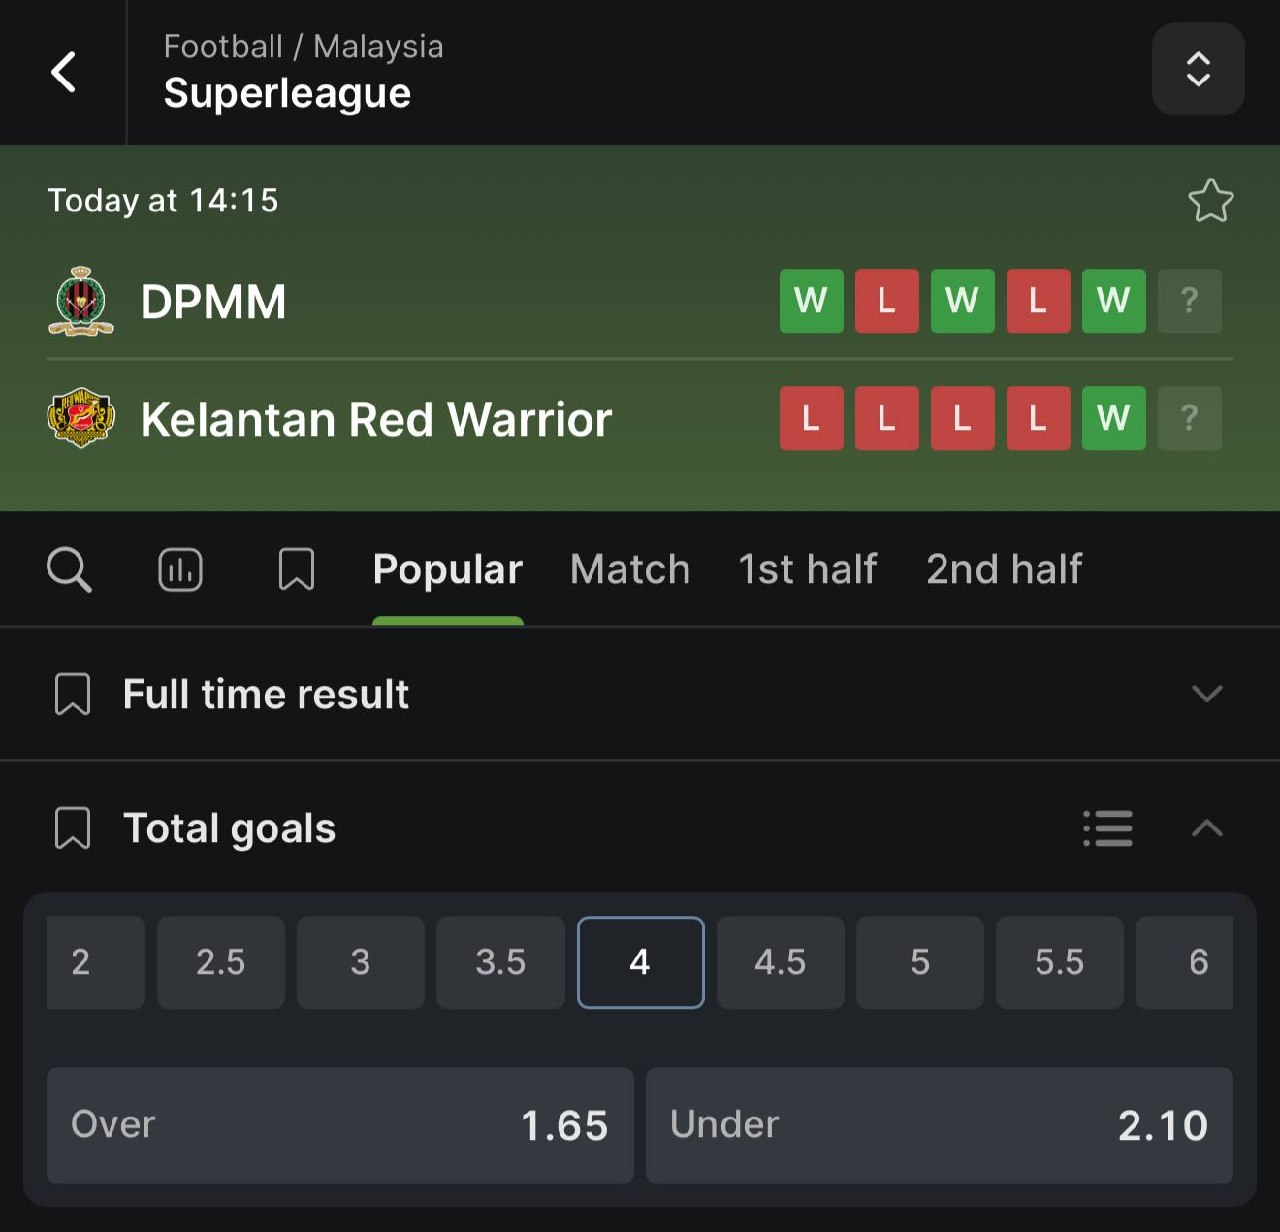 Football / Malaysia
Superleague
Today at 14:15
DPMM W L W L W ?
Kelantan Red Warrior L L L L W ?
Popular Match 1st half 2nd half
Full time result
Total goals
2 2.5 3 3.5 4 4.5 5 5.5 6
Over 1.65 Under 2.10